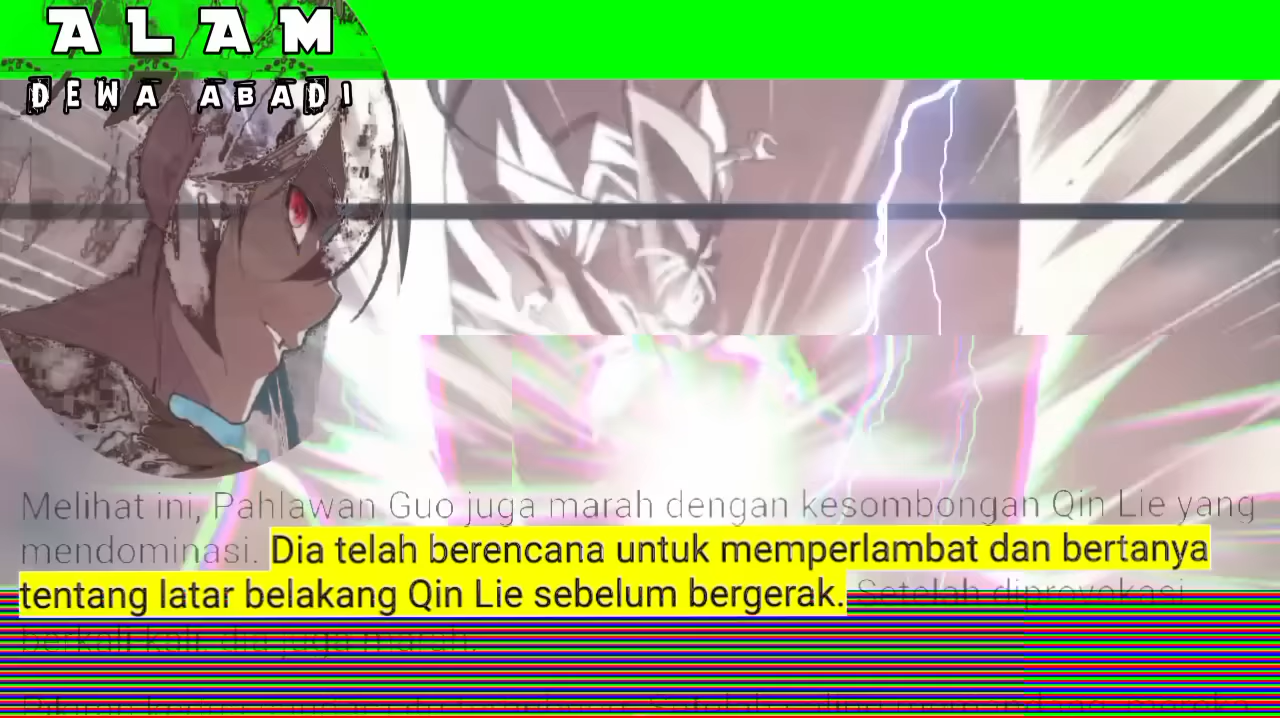 ALAM
DEWA ABADI
Melihat ini, Pahlawan Guo juga marah dengan kesombongan Qin Lie yang
mendominasi. Dia telah berencana untuk memperlambat dan bertanya
tentang latar belakang Qin Lie sebelum bergerak. Setelah diprovokasi
berkali-kali, dia juga marah.